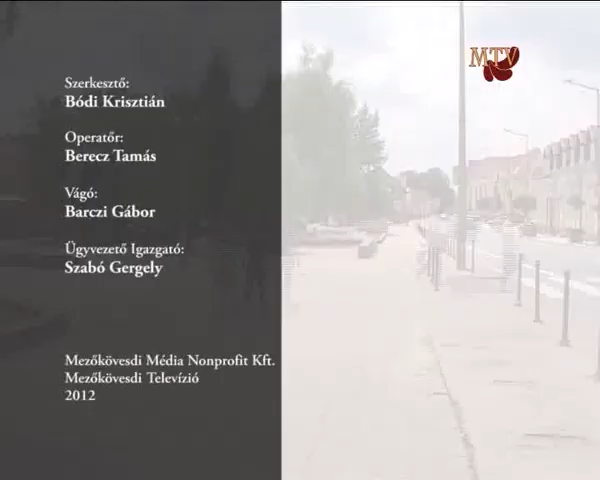 MTV
Szerkesztő:
Bódi Krisztián
Operatőr:
Berecz Tamás
Vágó:
Barczi Gábor
Ügyvezető Igazgató:
Szabó Gergely
Mezőkövesdi Média Nonprofit Kft.
Mezőkövesdi Televízió
2012